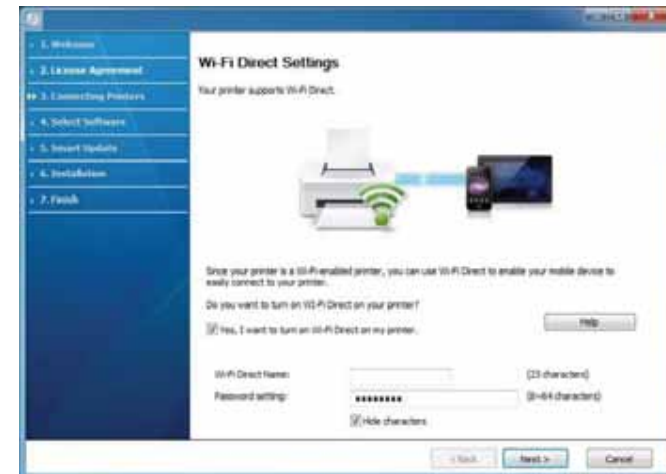 1. Welcome
2. License Agreement
3. Connecting Printers
4. Select Software
5. Smart Update
6. Installation
7. Finish
Wi-Fi Direct Settings
Your printer supports Wi-Fi Direct.
Since your printer is a Wi-Fi-enabled printer, you can use Wi-Fi Direct to enable your mobile device to
easily connect to your printer.
Do you want to turn on Wi-Fi Direct on your printer?
Help
Yes, I want to turn on Wi-Fi Direct on my printer.
Wi-Fi Direct Name: (23 characters)
Password setting: ******** (8~64 characters)
Hide characters
< Back Next > Cancel